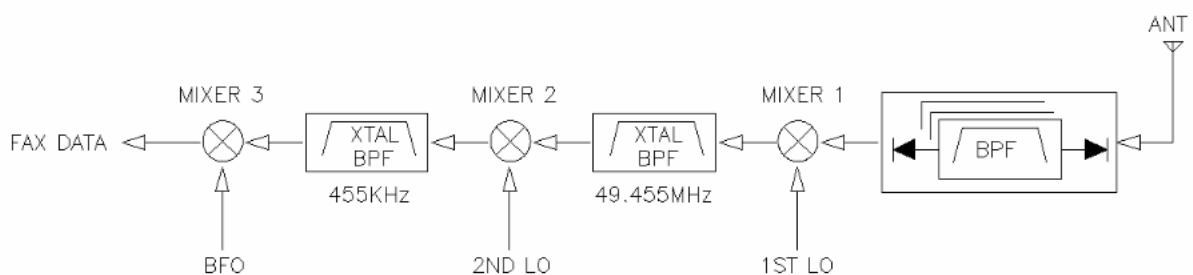 ANT
MIXER 3
MIXER 2
MIXER 1
FAX DATA
XTAL
BPF
XTAL
BPF
BPF
455KHz
49.455MHz
BFO
2ND LO
1ST LO